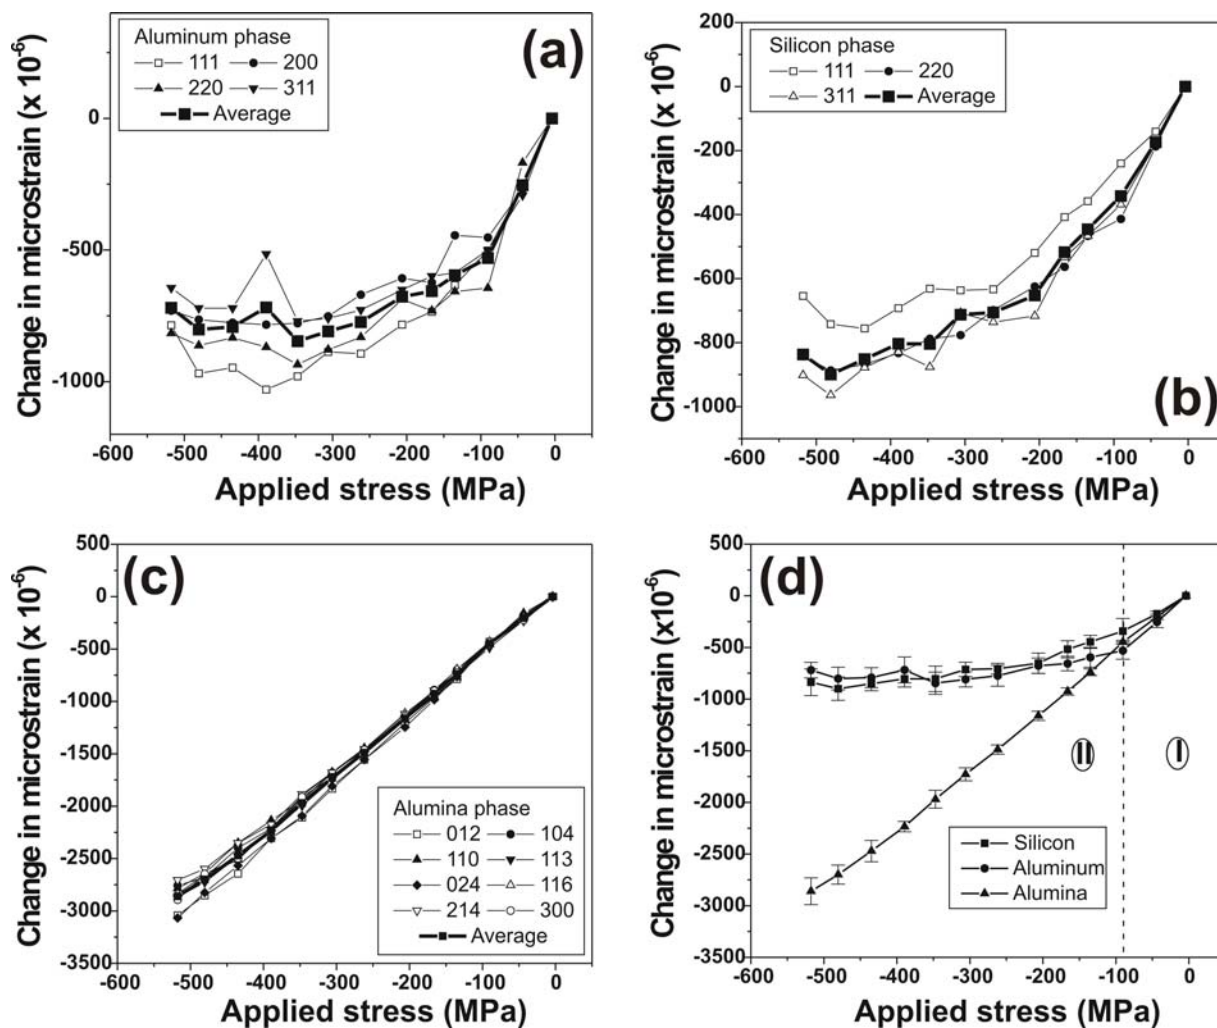 Aluminum phase
111 200
220 311
Average
(a)
Change in microstrain (x 10-6)
0
-500
-1000
-600 -500 -400 -300 -200 -100 0
Applied stress (MPa)
Silicon phase
111 220
311 Average
(b)
Change in microstrain (x 10-6)
200
0
-200
-400
-600
-800
-1000
-600 -500 -400 -300 -200 -100 0
Applied stress (MPa)
(c)
Change in microstrain (x 10-6)
500
0
-500
-1000
-1500
-2000
-2500
-3000
-3500
Alumina phase
012 104
110 113
024 116
214 300
Average
-600 -500 -400 -300 -200 -100 0
Applied stress (MPa)
(d)
Change in microstrain (x10-6)
500
0
-500
-1000
-1500
-2000
-2500
-3000
-3500
II I
Silicon
Aluminum
Alumina
-600 -500 -400 -300 -200 -100 0
Applied stress (MPa)